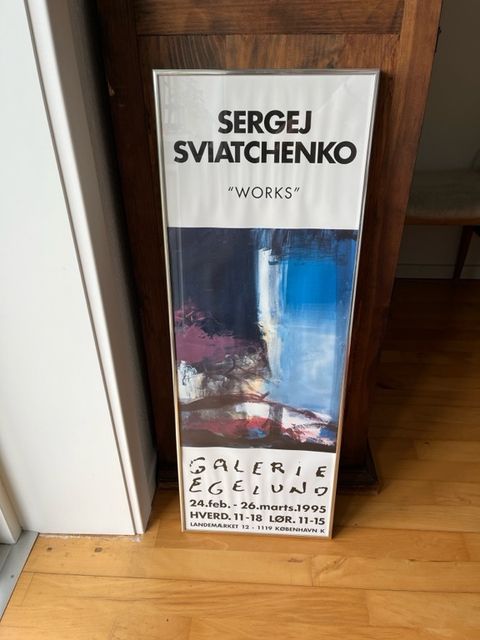 SERGEJ
SVIATCHENKO
"WORKS"
GALERIE
EGELUND
24.feb. - 26.marts.1995
HVERD. 11-18 LØR. 11-15
LANDEMÆRKET 12 - 1119 KØBENHAVN K